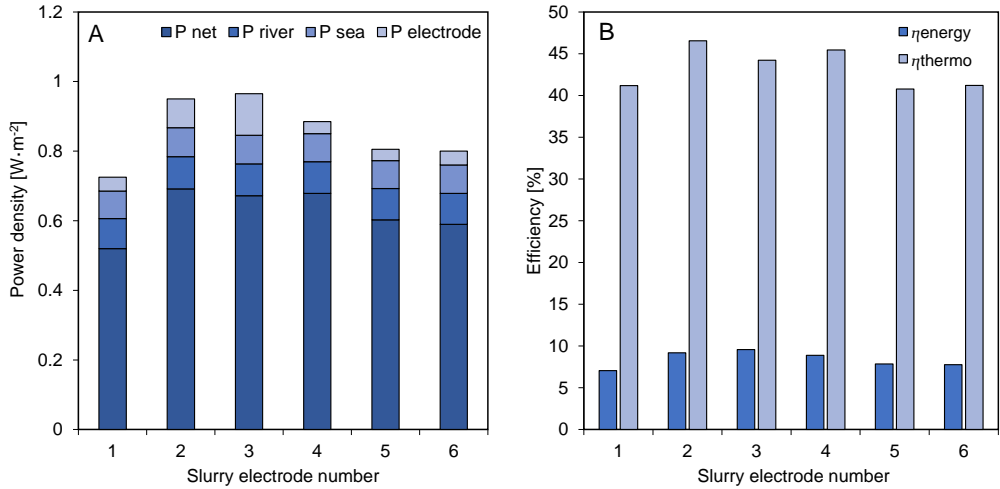 A
P net P river P sea P electrode
Power density [W·m⁻²]
1.2
1
0.8
0.6
0.4
0.2
0
1 2 3 4 5 6
Slurry electrode number
B
ηenergy
ηthermo
Efficiency [%]
50
45
40
35
30
25
20
15
10
5
0
1 2 3 4 5 6
Slurry electrode number